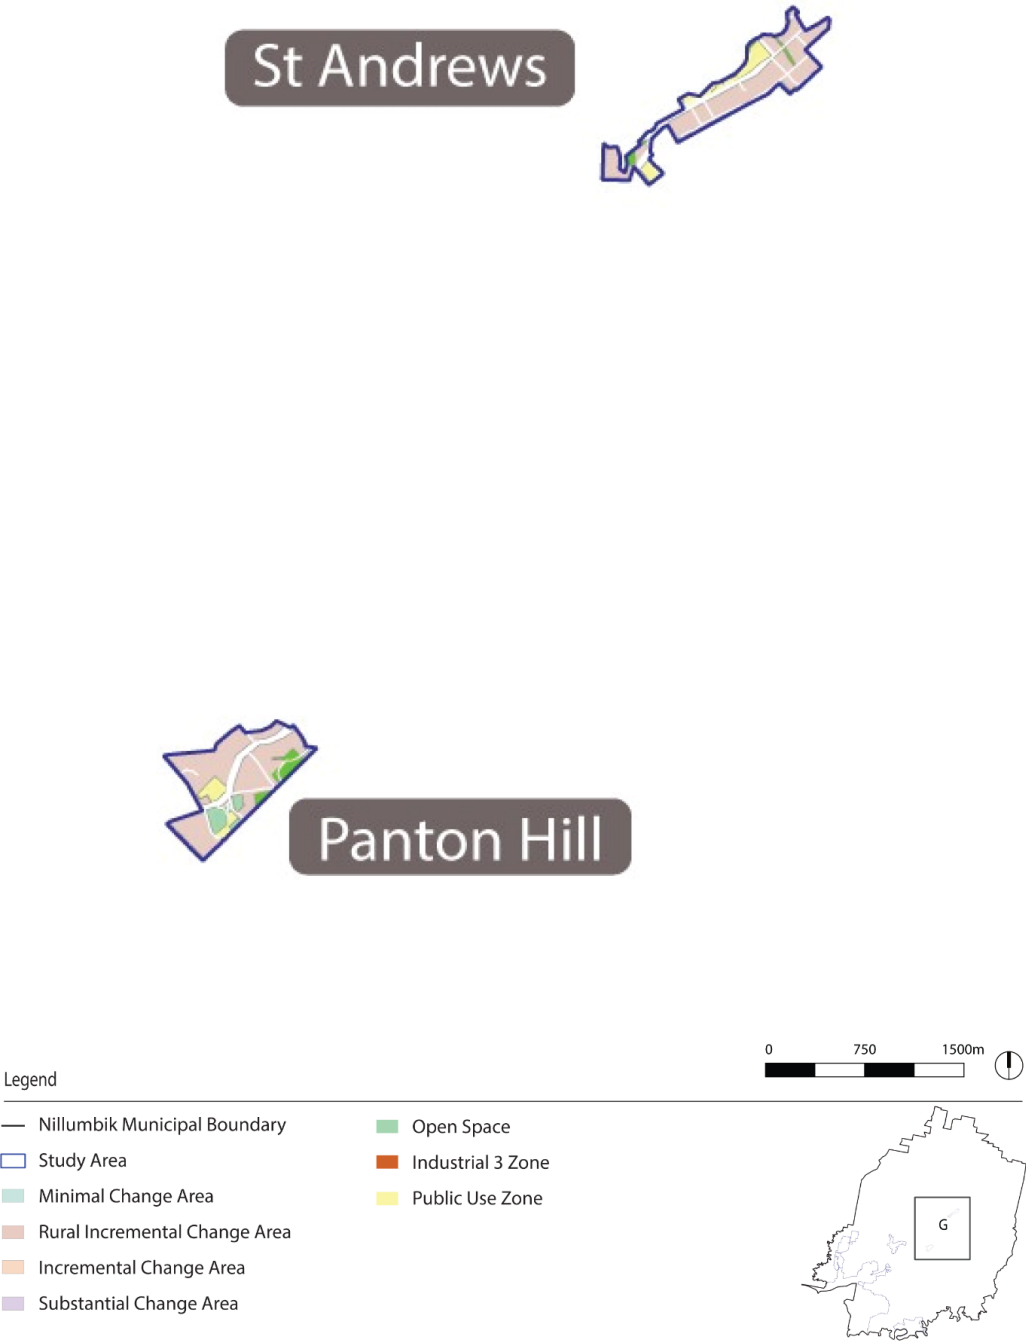 St Andrews
Panton Hill
0 750 1500m
Legend
Nillumbik Municipal Boundary
Study Area
Minimal Change Area
Rural Incremental Change Area
Incremental Change Area
Substantial Change Area
Open Space
Industrial 3 Zone
Public Use Zone
G